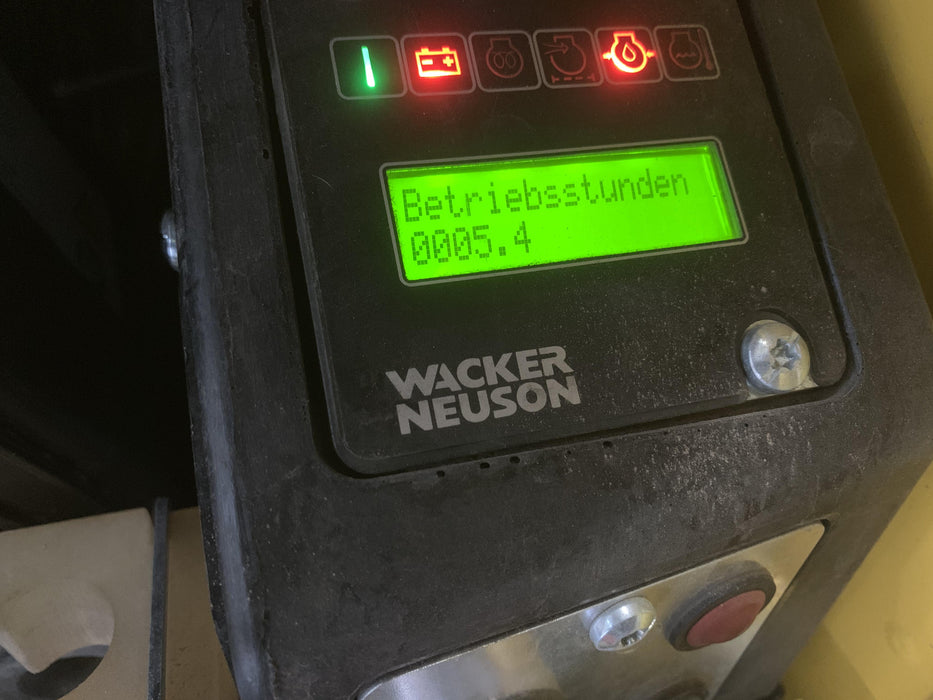 Betriebsstunden
0005.4
WACKER
NEUSON